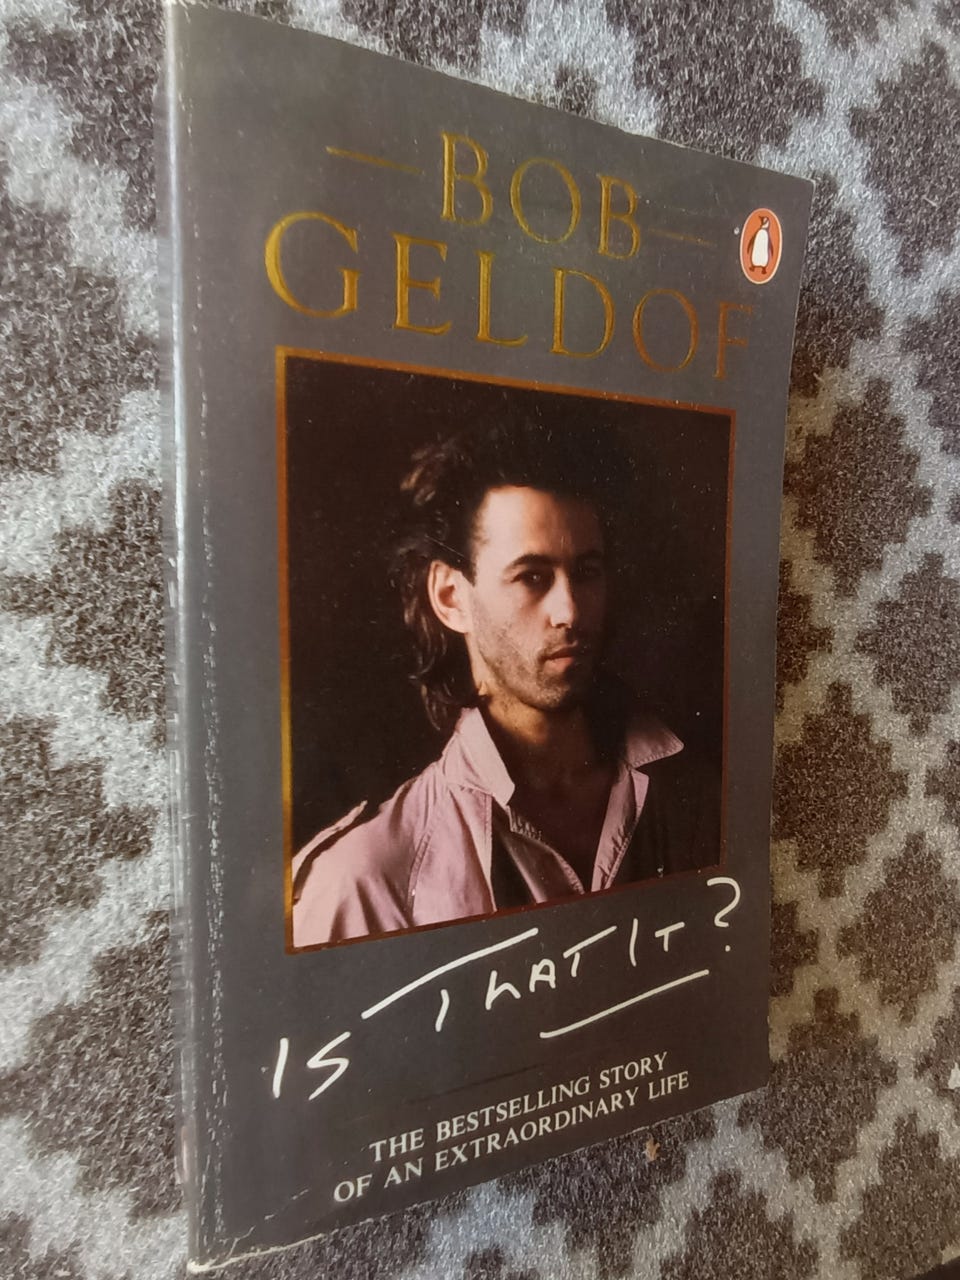 BOB
GELDOF
IS THAT IT?
THE BESTSELLING STORY
OF AN EXTRAORDINARY LIFE